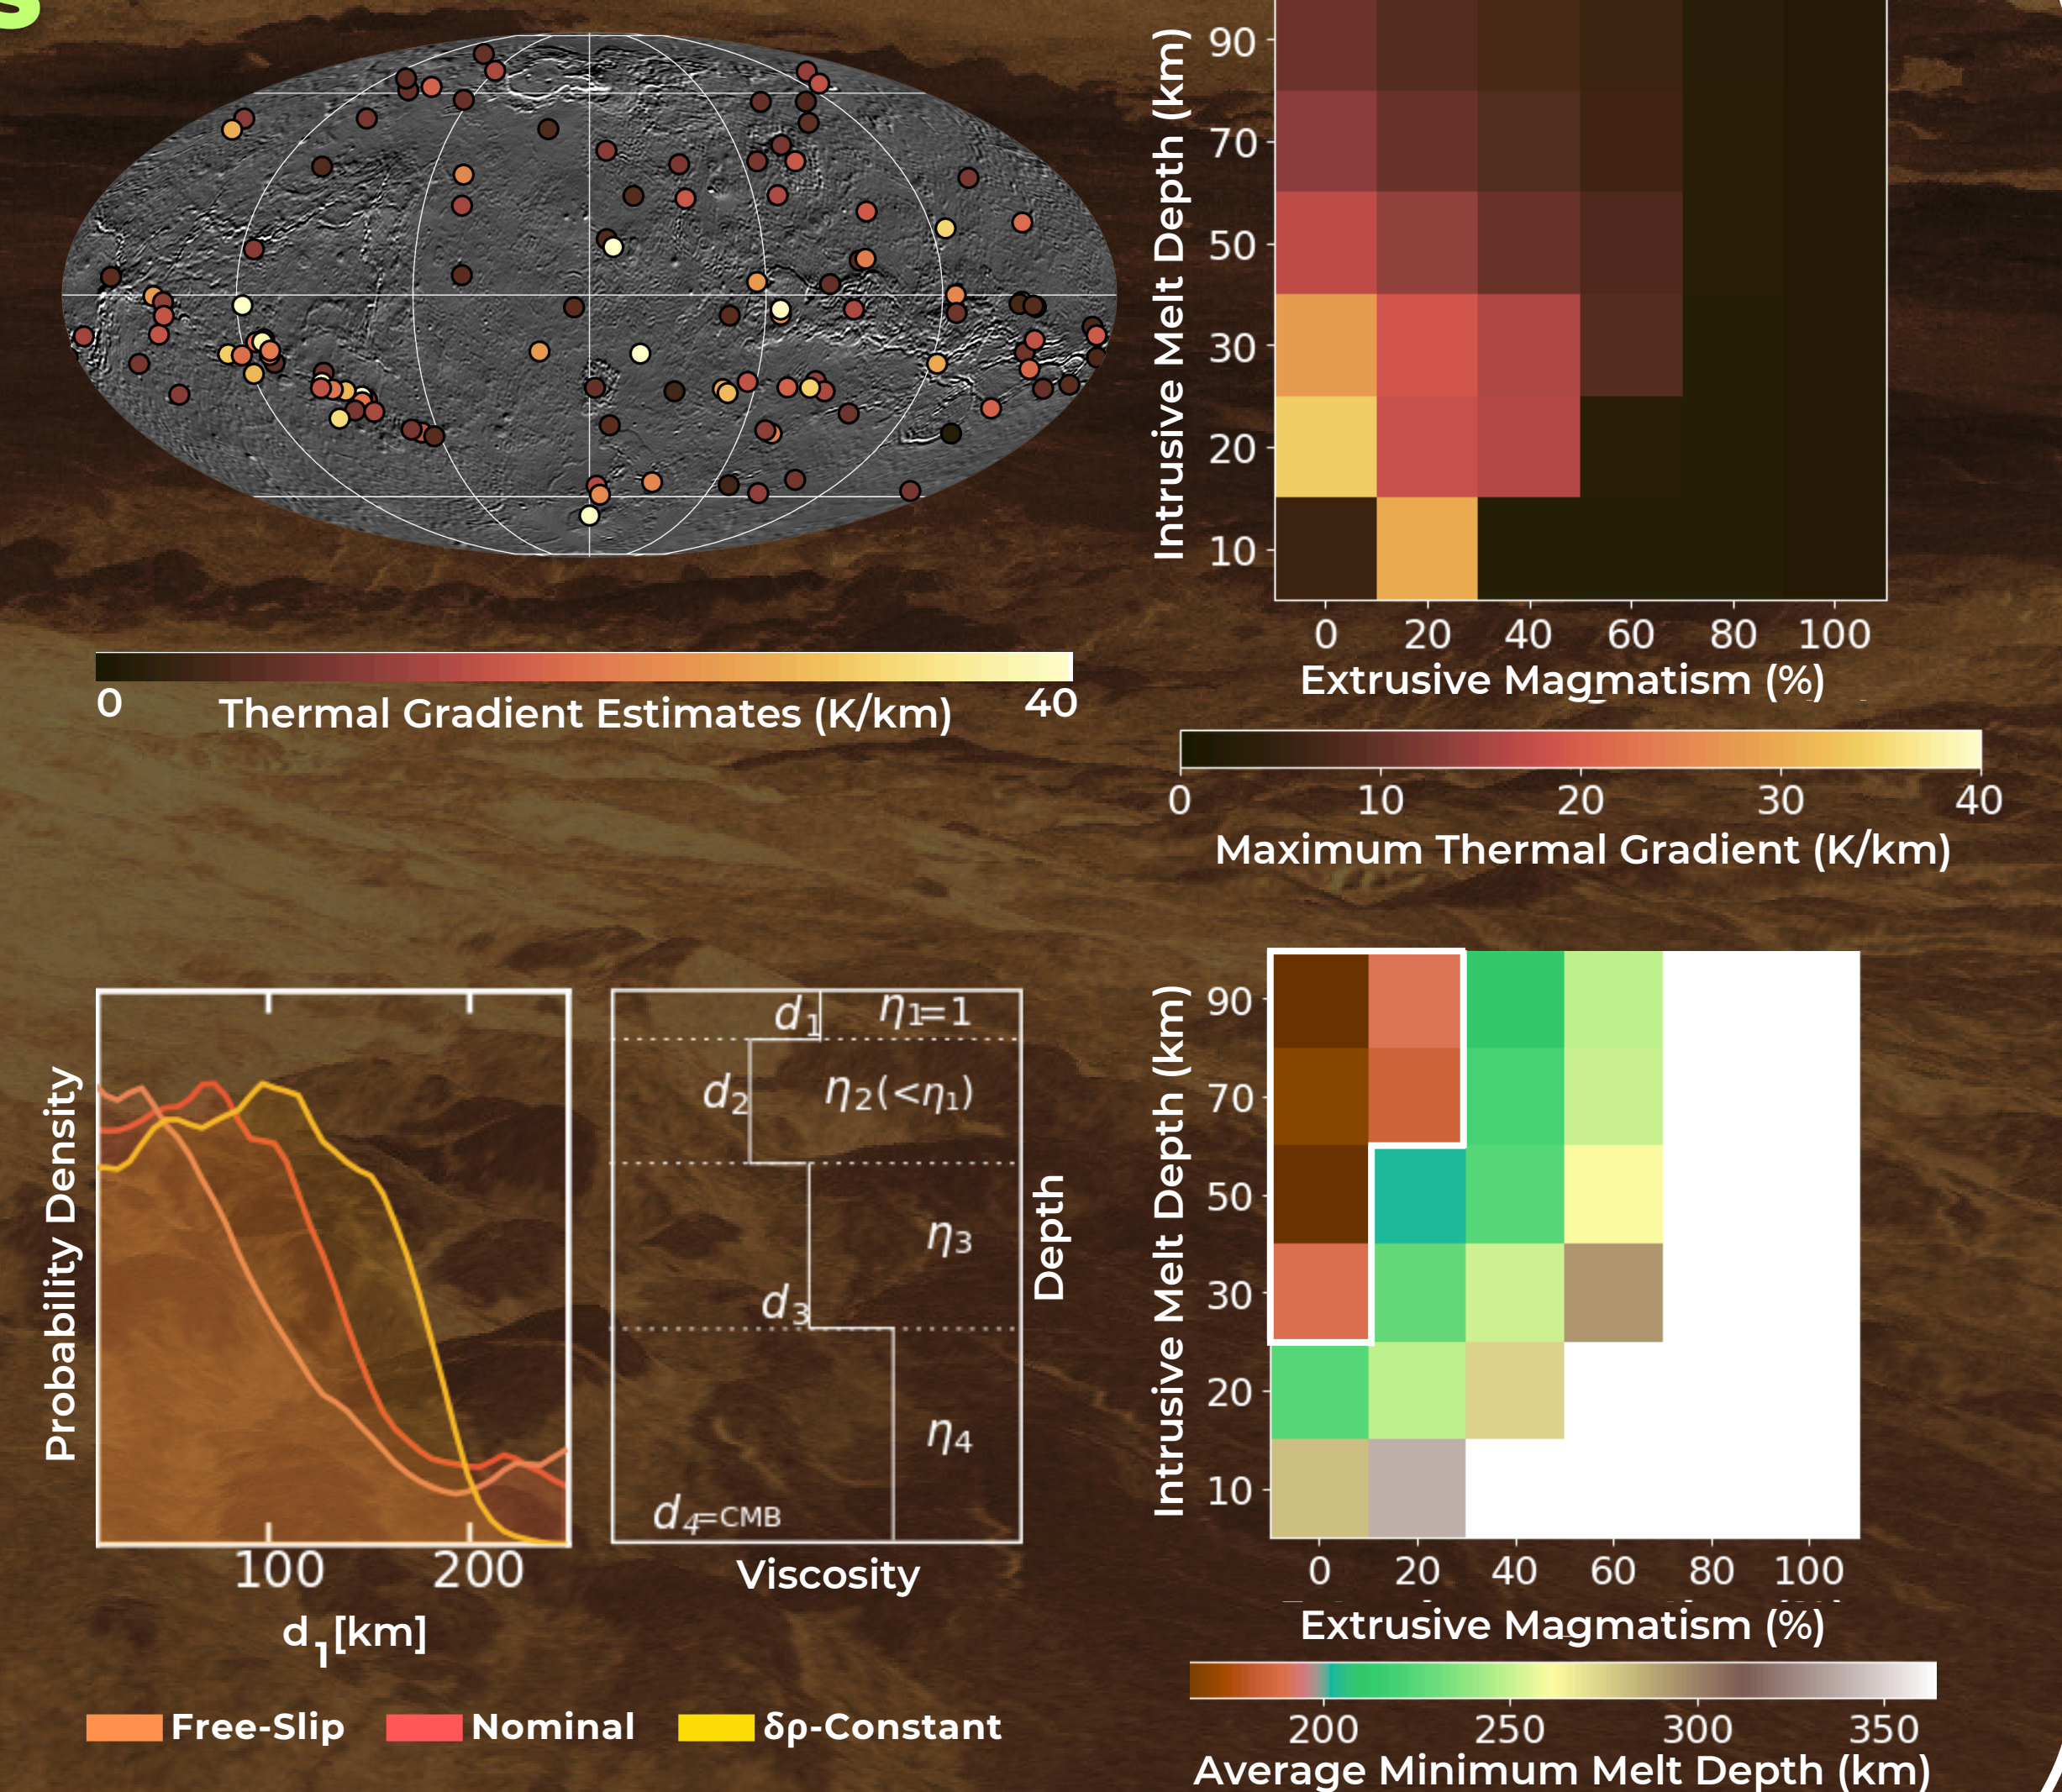 S
0
40
Thermal Gradient Estimates (K/km)
Intrusive Melt Depth (km)
90
70
50
30
20
10
0 20 40 60 80 100
Extrusive Magmatism (%)
0 10 20 30 40
Maximum Thermal Gradient (K/km)
Probability Density
100 200
d1[km]
Free-Slip Nominal δρ-Constant
d1 η1=1
d2 η2(<η1)
η3
d3
η4
d4=CMB
Viscosity
Depth
Intrusive Melt Depth (km)
90
70
50
30
20
10
0 20 40 60 80 100
Extrusive Magmatism (%)
200 250 300 350
Average Minimum Melt Depth (km)